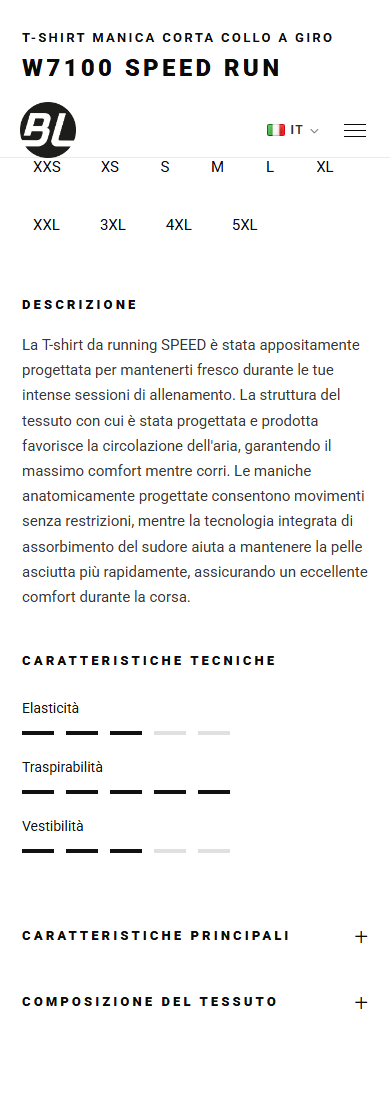 T-SHIRT MANICA CORTA COLLO A GIRO
W7100 SPEED RUN
BL
IT
XXS XS S M L XL
XXL 3XL 4XL 5XL
DESCRIZIONE
La T-shirt da running SPEED è stata appositamente
progettata per mantenerti fresco durante le tue
intense sessioni di allenamento. La struttura del
tessuto con cui è stata progettata e prodotta
favorisce la circolazione dell'aria, garantendo il
massimo comfort mentre corri. Le maniche
anatomicamente progettate consentono movimenti
senza restrizioni, mentre la tecnologia integrata di
assorbimento del sudore aiuta a mantenere la pelle
asciutta più rapidamente, assicurando un eccellente
comfort durante la corsa.
CARATTERISTICHE TECNICHE
Elasticità
Traspirabilità
Vestibilità
CARATTERISTICHE PRINCIPALI
COMPOSIZIONE DEL TESSUTO